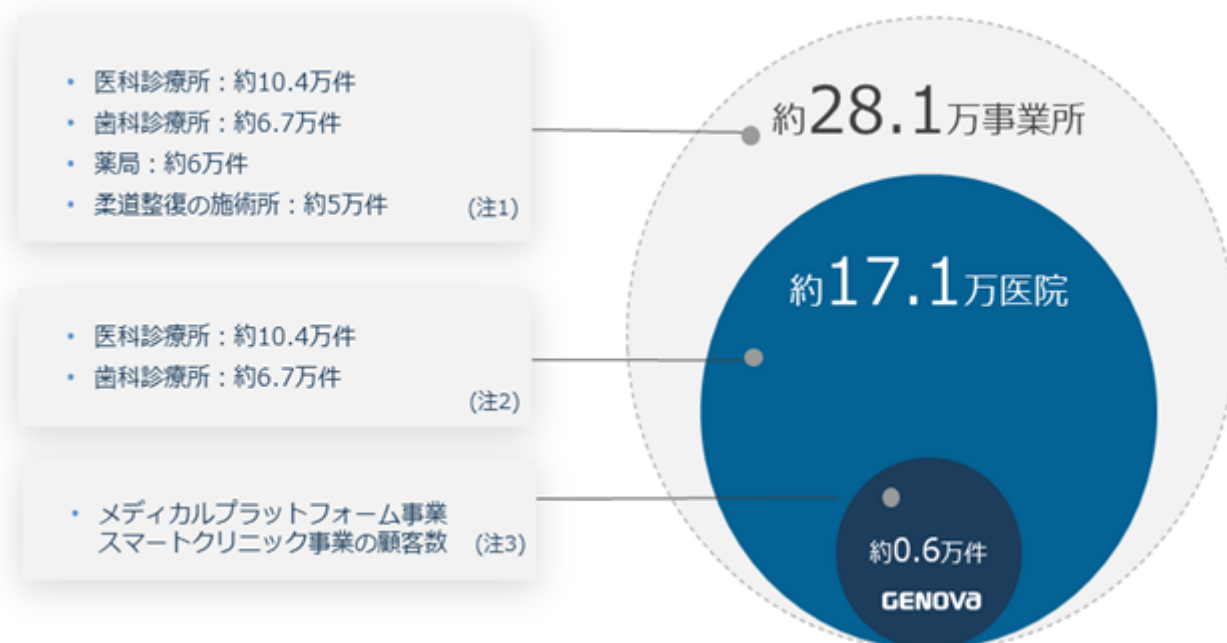 ・ 医科診療所：約10.4万件
・ 歯科診療所：約6.7万件
・ 薬局：約6万件
・ 柔道整復の施術所：約5万件 (注1)
約28.1万事業所
・ 医科診療所：約10.4万件
・ 歯科診療所：約6.7万件
(注2)
約17.1万医院
・ メディカルプラットフォーム事業
スマートクリニック事業の顧客数 (注3)
約0.6万件
GENOVA